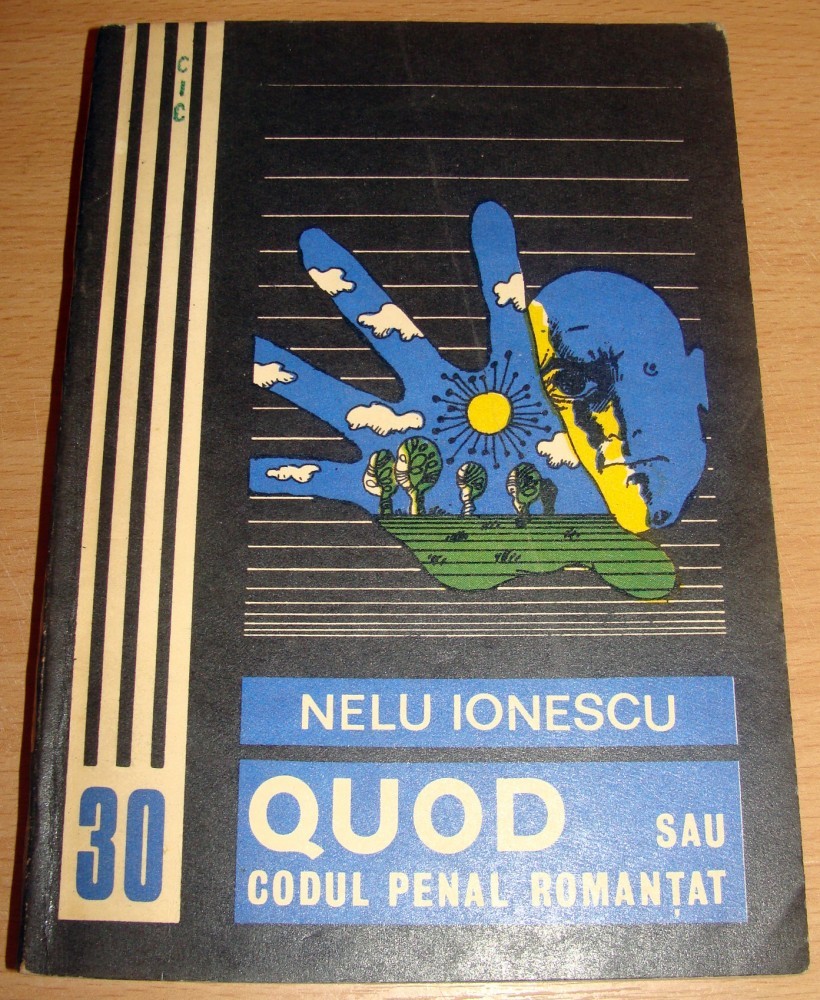 CIC
NELU IONESCU
QUOD SAU
CODUL PENAL ROMANȚAT
30